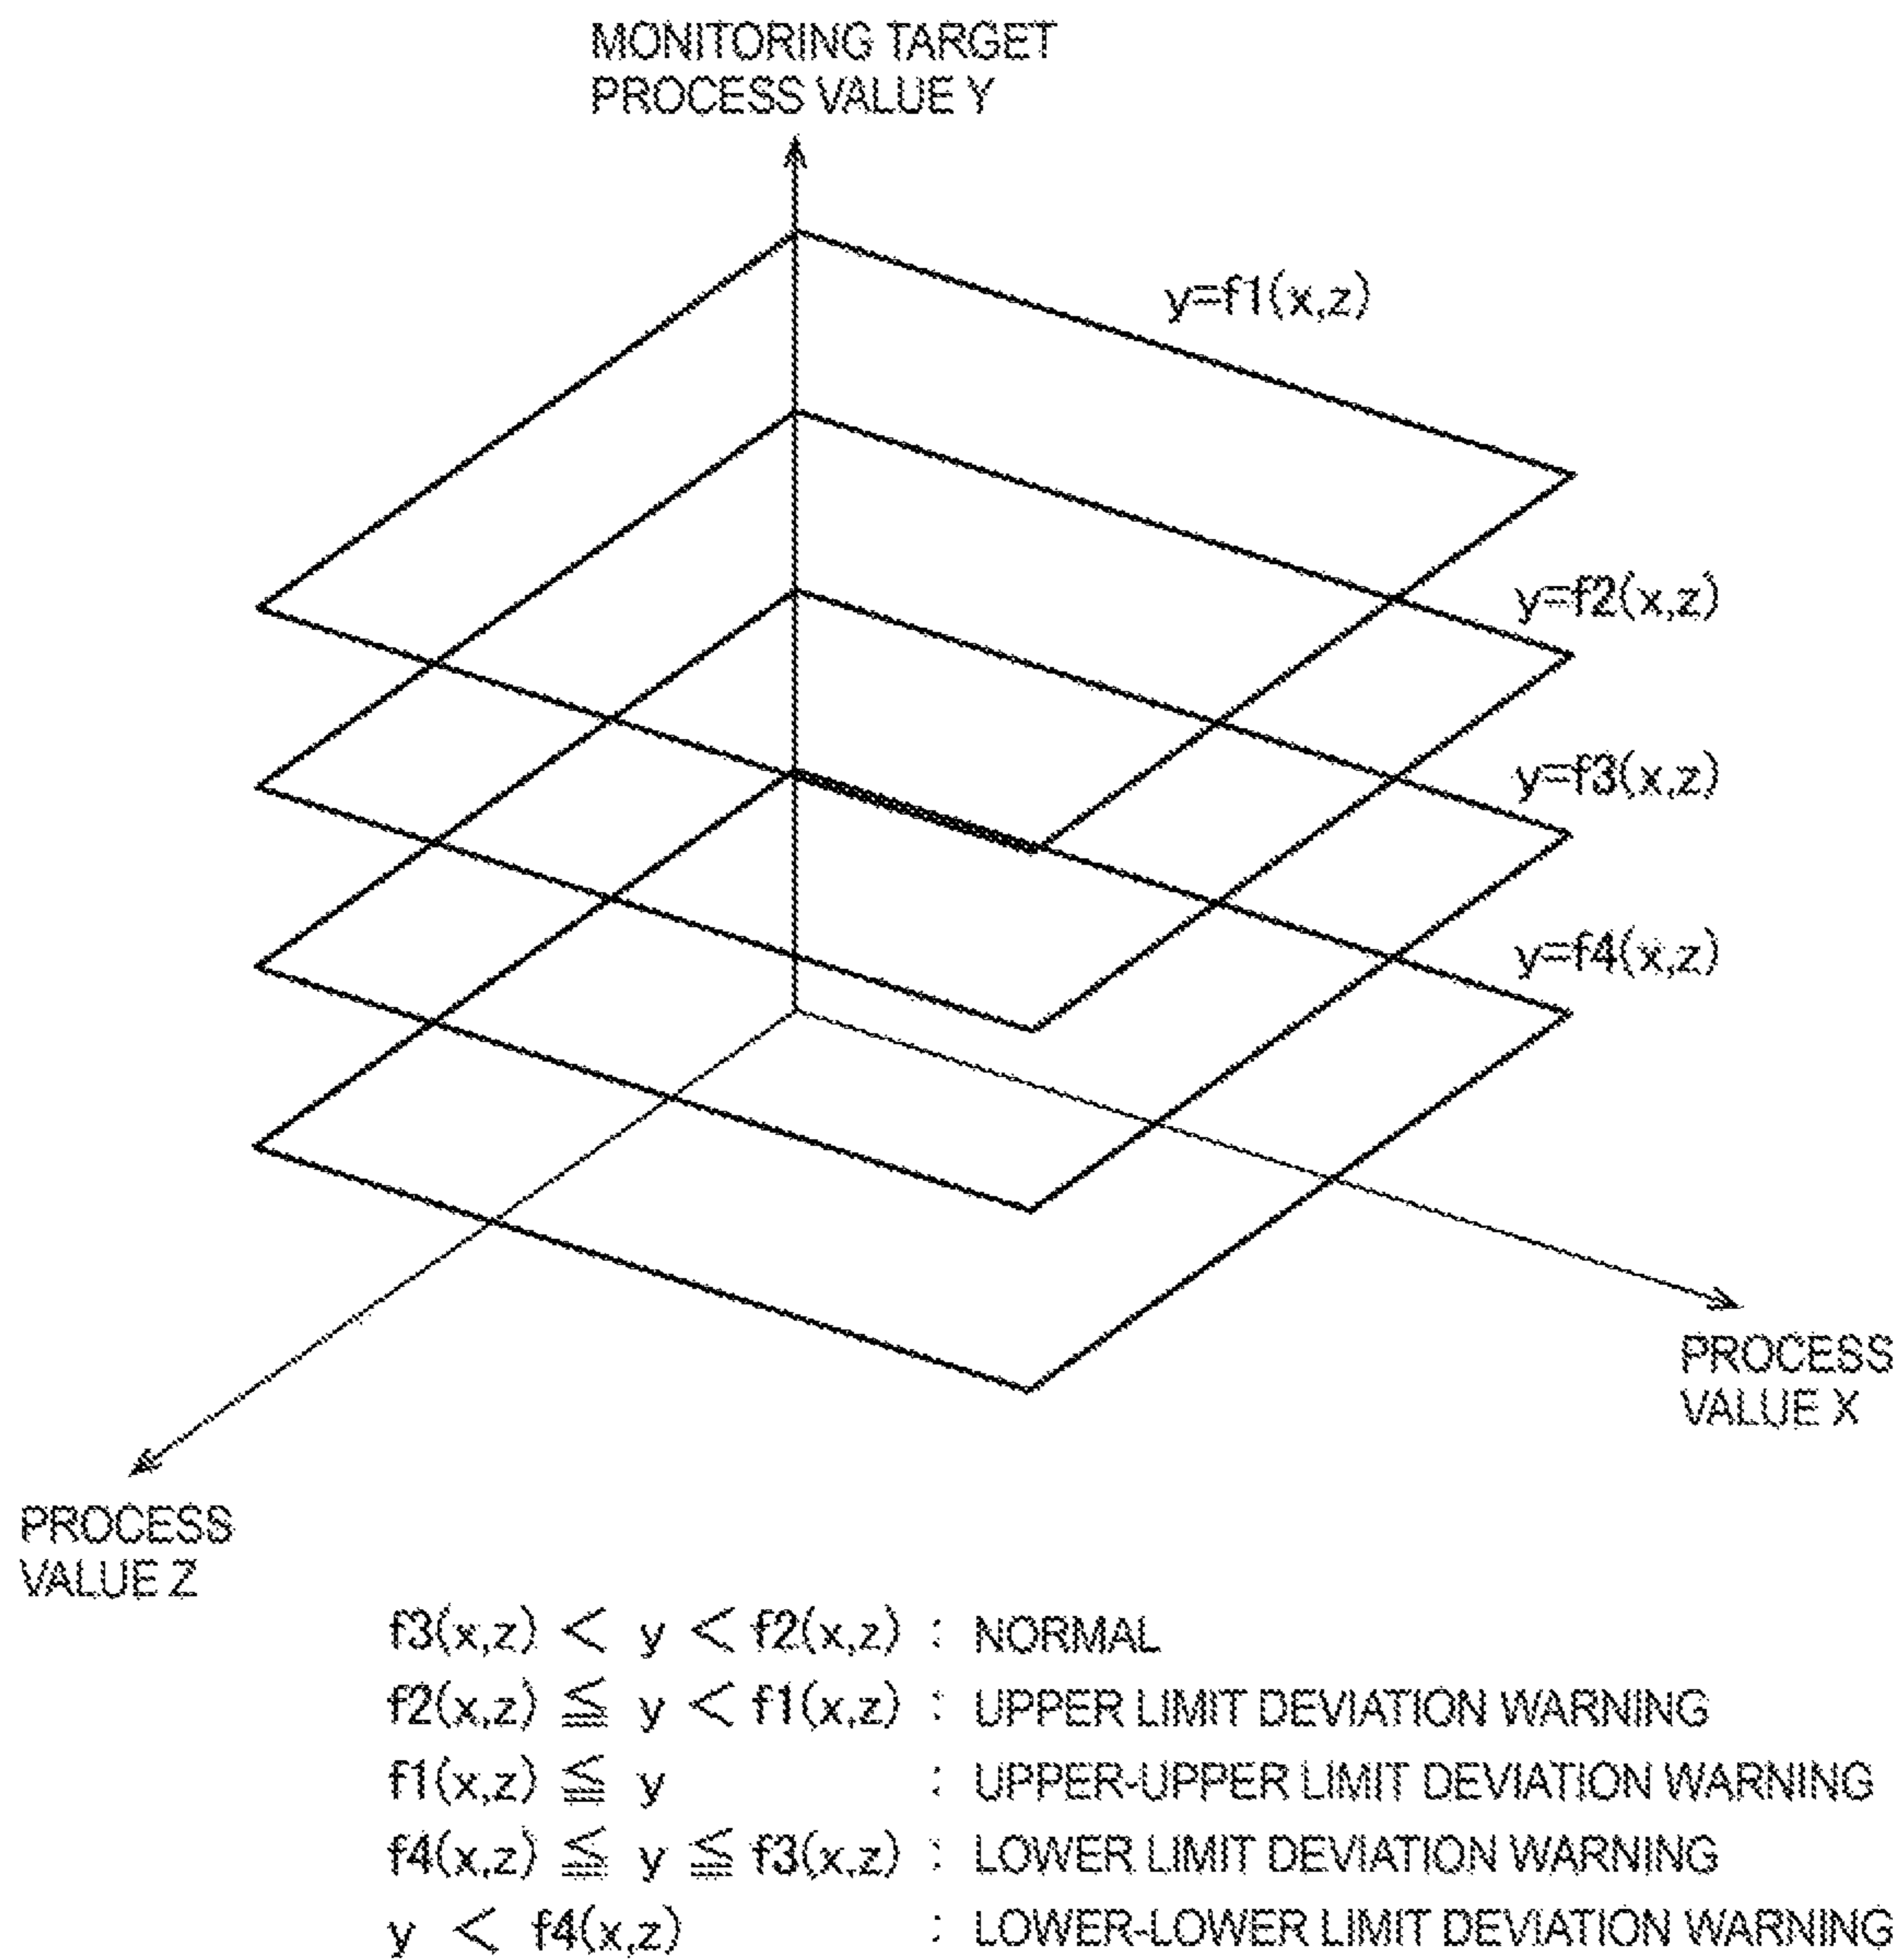 MONITORING TARGET
PROCESS VALUE Y
y=f1(x,z)
y=f2(x,z)
y=f3(x,z)
y=f4(x,z)
PROCESS
VALUE X
PROCESS
VALUE Z
f3(x,z) < y < f2(x,z) : NORMAL
f2(x,z) ≦ y < f1(x,z) : UPPER LIMIT DEVIATION WARNING
f1(x,z) ≦ y : UPPER-UPPER LIMIT DEVIATION WARNING
f4(x,z) ≦ y ≦ f3(x,z) : LOWER LIMIT DEVIATION WARNING
y < f4(x,z) : LOWER-LOWER LIMIT DEVIATION WARNING